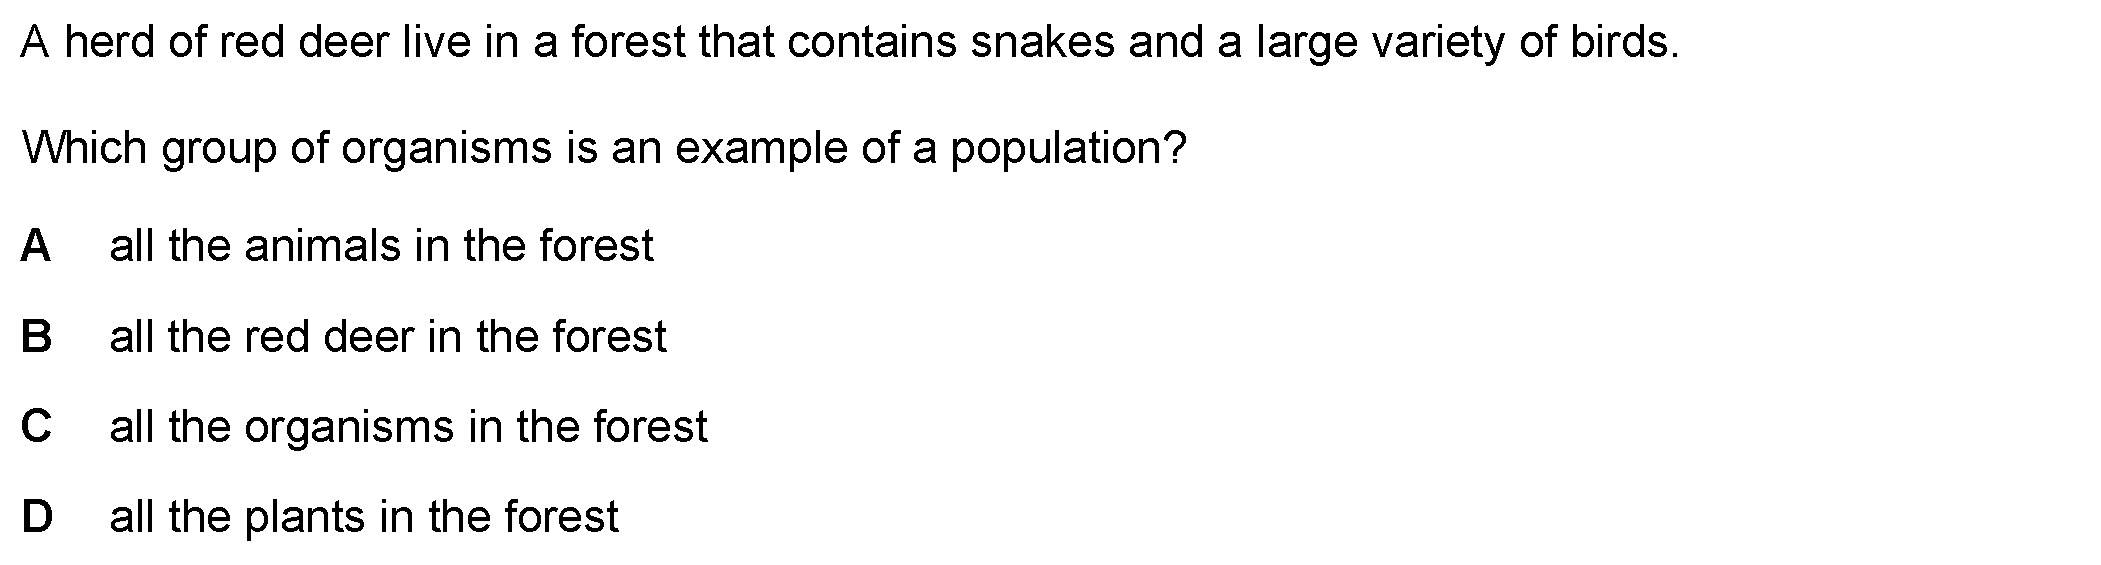 A herd of red deer live in a forest that contains snakes and a large variety of birds.
Which group of organisms is an example of a population?
A all the animals in the forest
B all the red deer in the forest
C all the organisms in the forest
D all the plants in the forest